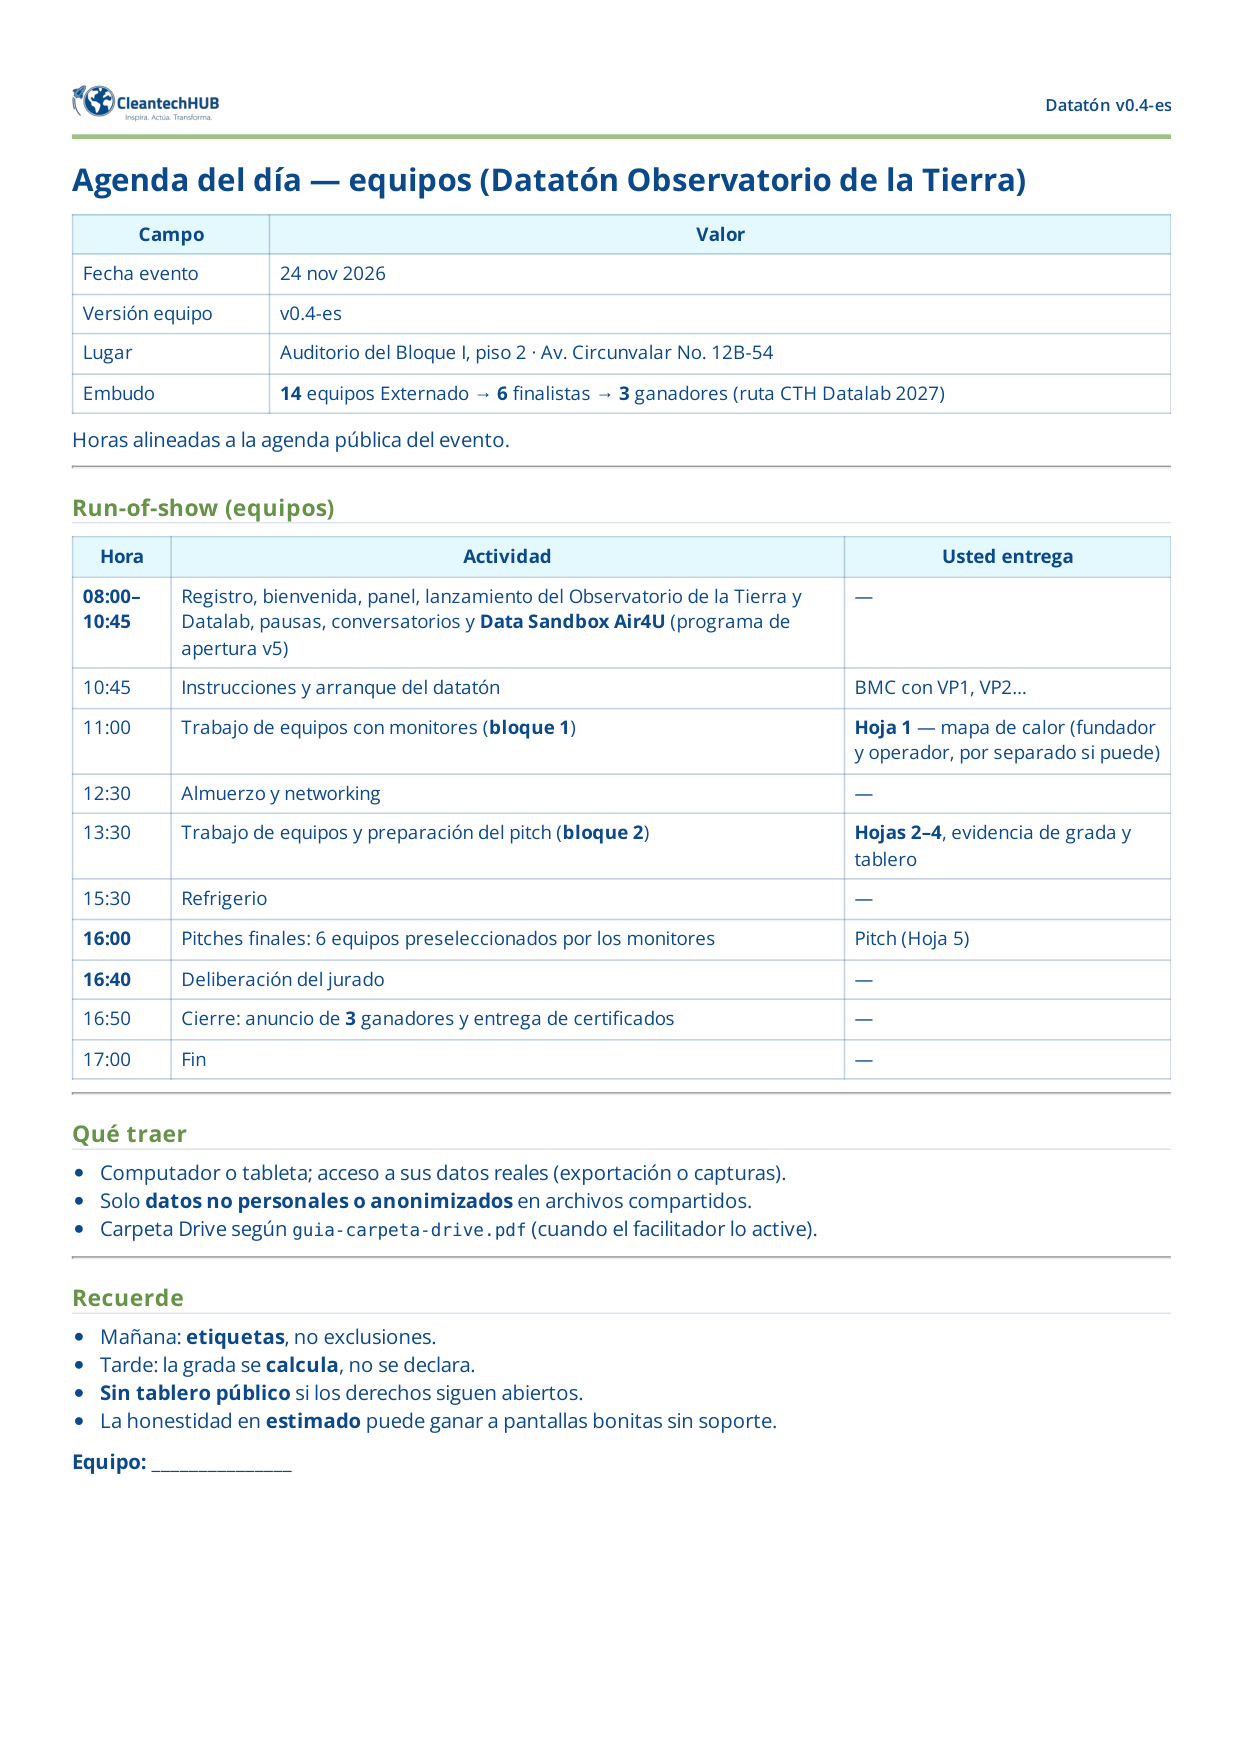 CleantechHUB
Inspira. Actúa. Transforma.
Datatón v0.4-es
Agenda del día — equipos (Datatón Observatorio de la Tierra)
Campo Valor
Fecha evento 24 nov 2026
Versión equipo v0.4-es
Lugar Auditorio del Bloque I, piso 2 · Av. Circunvalar No. 12B-54
Embudo 14 equipos Externado → 6 finalistas → 3 ganadores (ruta CTH Datalab 2027)
Horas alineadas a la agenda pública del evento.
Run-of-show (equipos)
Hora Actividad Usted entrega
08:00– Registro, bienvenida, panel, lanzamiento del Observatorio de la Tierra y —
10:45 Datalab, pausas, conversatorios y Data Sandbox Air4U (programa de
apertura v5)
10:45 Instrucciones y arranque del datatón BMC con VP1, VP2…
11:00 Trabajo de equipos con monitores (bloque 1) Hoja 1 — mapa de calor (fundador
y operador, por separado si puede)
12:30 Almuerzo y networking —
13:30 Trabajo de equipos y preparación del pitch (bloque 2) Hojas 2–4, evidencia de grada y
tablero
15:30 Refrigerio —
16:00 Pitches finales: 6 equipos preseleccionados por los monitores Pitch (Hoja 5)
16:40 Deliberación del jurado —
16:50 Cierre: anuncio de 3 ganadores y entrega de certificados —
17:00 Fin —
Qué traer
• Computador o tableta; acceso a sus datos reales (exportación o capturas).
• Solo datos no personales o anonimizados en archivos compartidos.
• Carpeta Drive según guia-carpeta-drive.pdf (cuando el facilitador lo active).
Recuerde
• Mañana: etiquetas, no exclusiones.
• Tarde: la grada se calcula, no se declara.
• Sin tablero público si los derechos siguen abiertos.
• La honestidad en estimado puede ganar a pantallas bonitas sin soporte.
Equipo: _______________